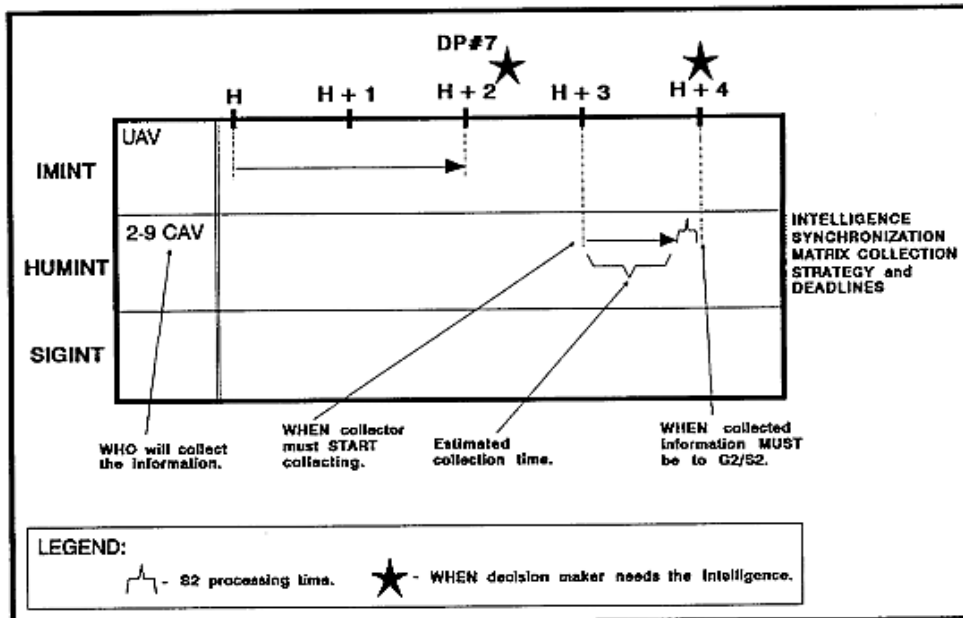 DP#7
H
H + 1
H + 2
H + 3
H + 4
UAV
IMINT
2-9 CAV
HUMINT
INTELLIGENCE
SYNCHRONIZATION
MATRIX COLLECTION
STRATEGY and
DEADLINES
SIGINT
WHO will collect
the information.
WHEN collector
must START
collecting.
Estimated
collection time.
WHEN collected
information MUST
be to G2/S2.
LEGEND:
- S2 processing time.
- WHEN decision maker needs the intelligence.